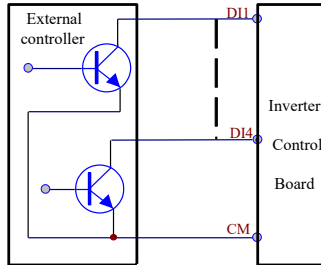 External
controller
DI1
Inverter
DI4
Control
Board
CM